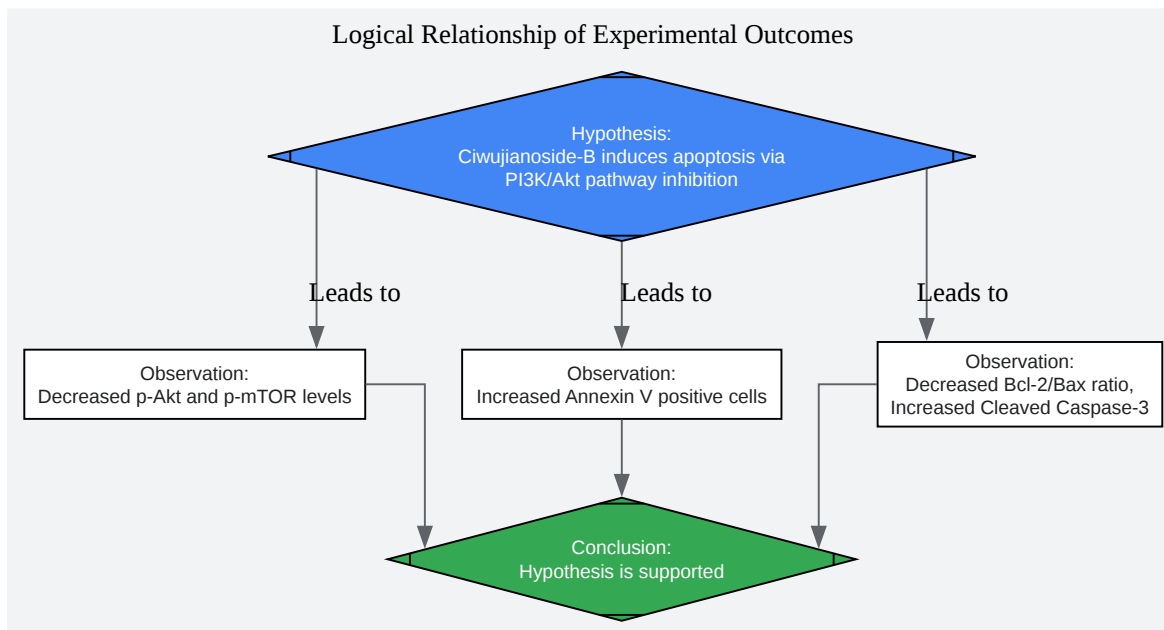 Logical Relationship of Experimental Outcomes
Hypothesis:
Ciwujianoside-B induces apoptosis via
PI3K/Akt pathway inhibition
Leads to
Leads to
Leads to
Observation:
Decreased p-Akt and p-mTOR levels
Observation:
Increased Annexin V positive cells
Observation:
Decreased Bcl-2/Bax ratio,
Increased Cleaved Caspase-3
Conclusion:
Hypothesis is supported